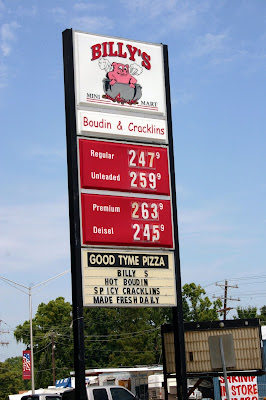 BILLY'S
MINI MART
Boudin & Cracklins
Regular 247 9
Unleaded 259 9
Premium 263 9
Deisel 245 9
GOOD TYME PIZZA
BILLY S
HOT BOUDIN
SPICY CRACKLINS
MADE FRESH DAILY